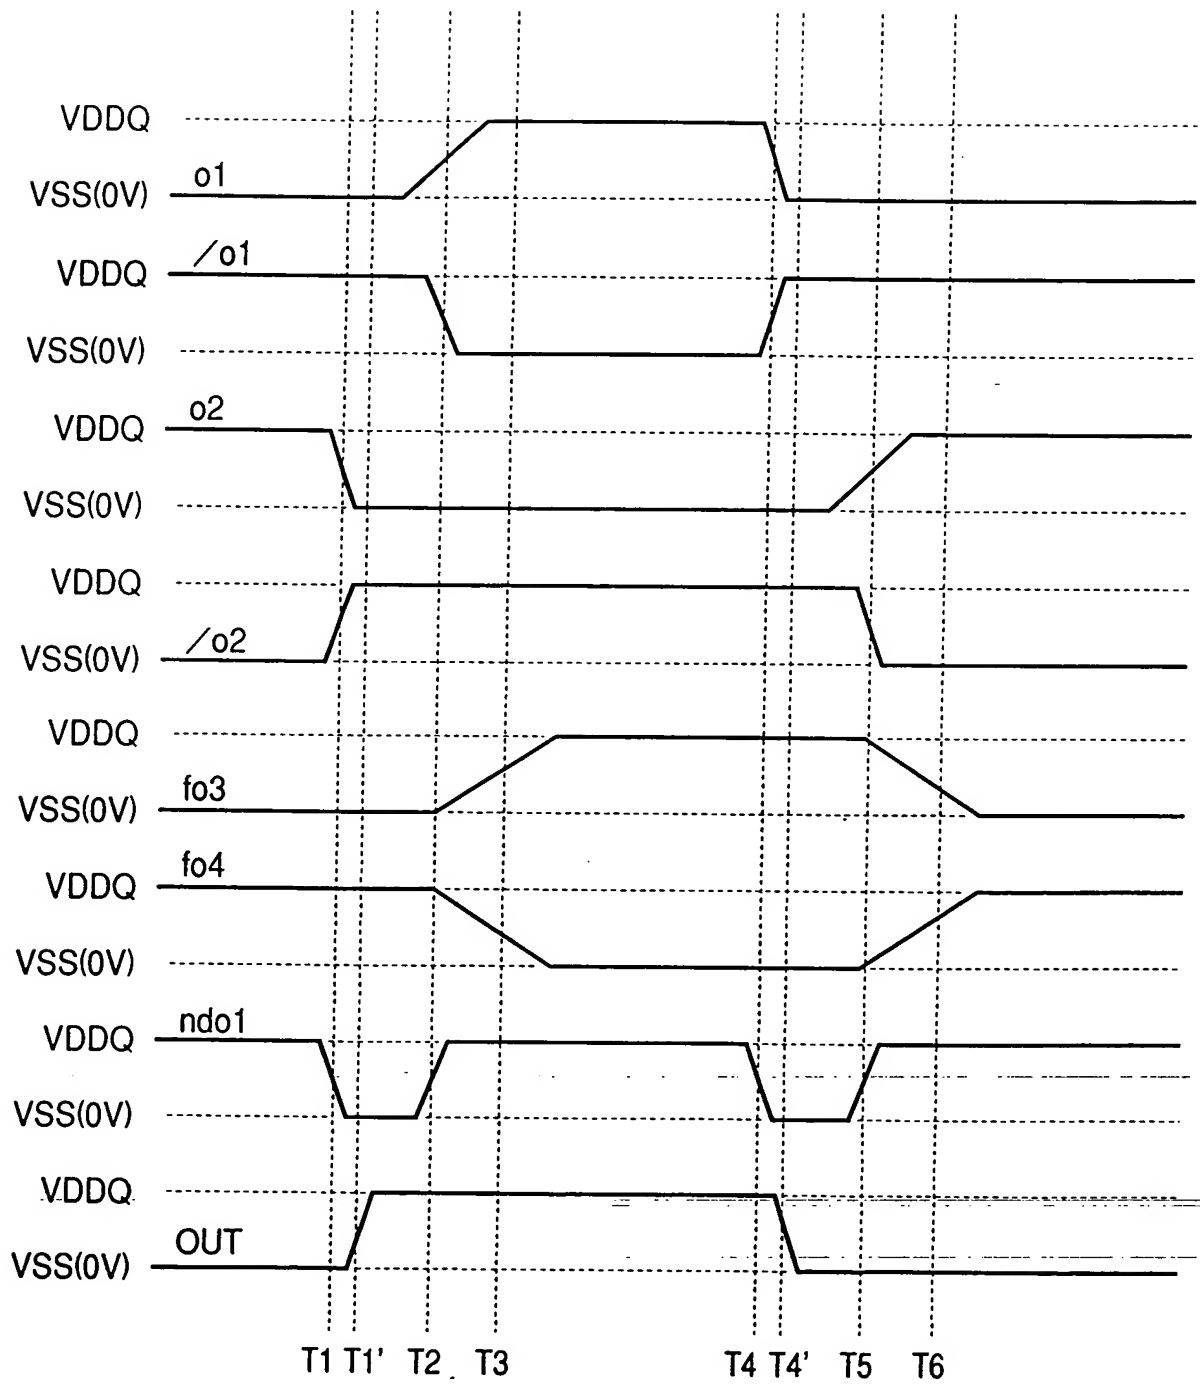 VDDQ
o1
VSS(0V)
/o1
VDDQ
VSS(0V)
o2
VDDQ
VSS(0V)
VDDQ
/o2
VSS(0V)
VDDQ
fo3
VSS(0V)
fo4
VDDQ
VSS(0V)
ndo1
VDDQ
VSS(0V)
VDDQ
OUT
VSS(0V)
T1 T1' T2 T3 T4 T4' T5 T6